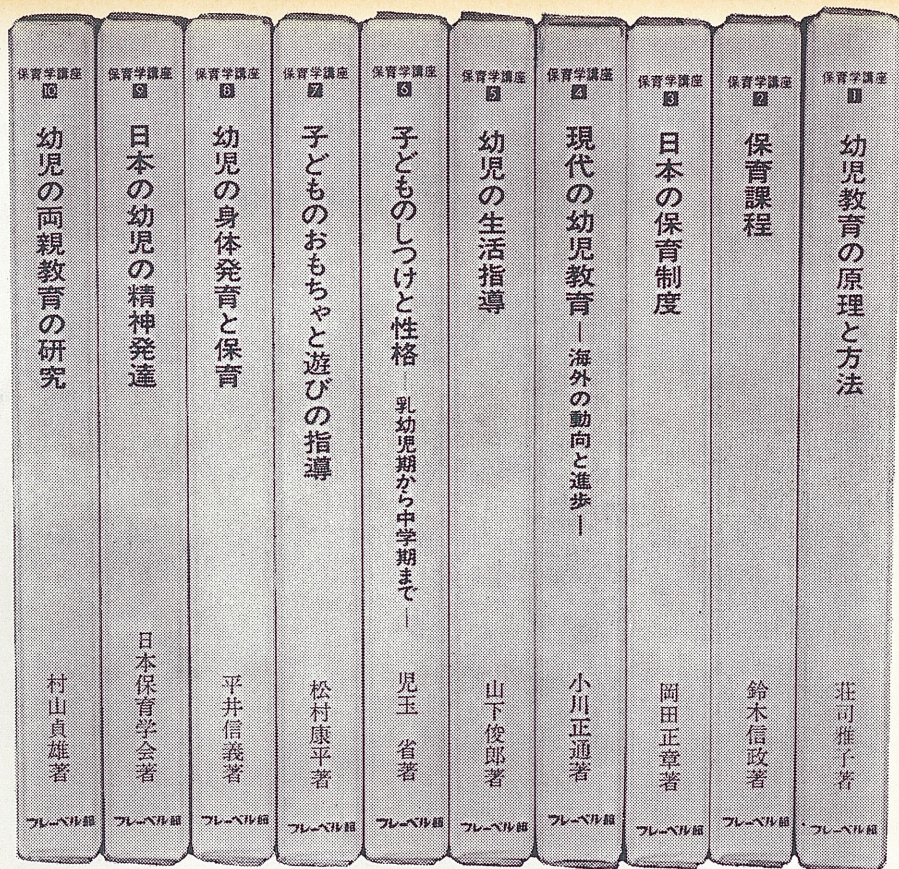 保育学講座
1
幼児教育の原理と方法
荘司雅子著
フレーベル館
保育学講座
2
保育課程
鈴木信政著
フレーベル館
保育学講座
3
日本の保育制度
岡田正章著
フレーベル館
保育学講座
4
現代の幼児教育―海外の動向と進歩―
小川正通著
フレーベル館
保育学講座
5
幼児の生活指導
山下俊郎著
フレーベル館
保育学講座
6
子どものしつけと性格―乳幼児期から中学期まで―
児玉 省著
フレーベル館
保育学講座
7
子どものおもちゃと遊びの指導
松村康平著
フレーベル館
保育学講座
8
幼児の身体発育と保育
平井信義著
フレーベル館
保育学講座
9
日本の幼児の精神発達
日本保育学会著
フレーベル館
保育学講座
10
幼児の両親教育の研究
村山貞雄著
フレーベル館